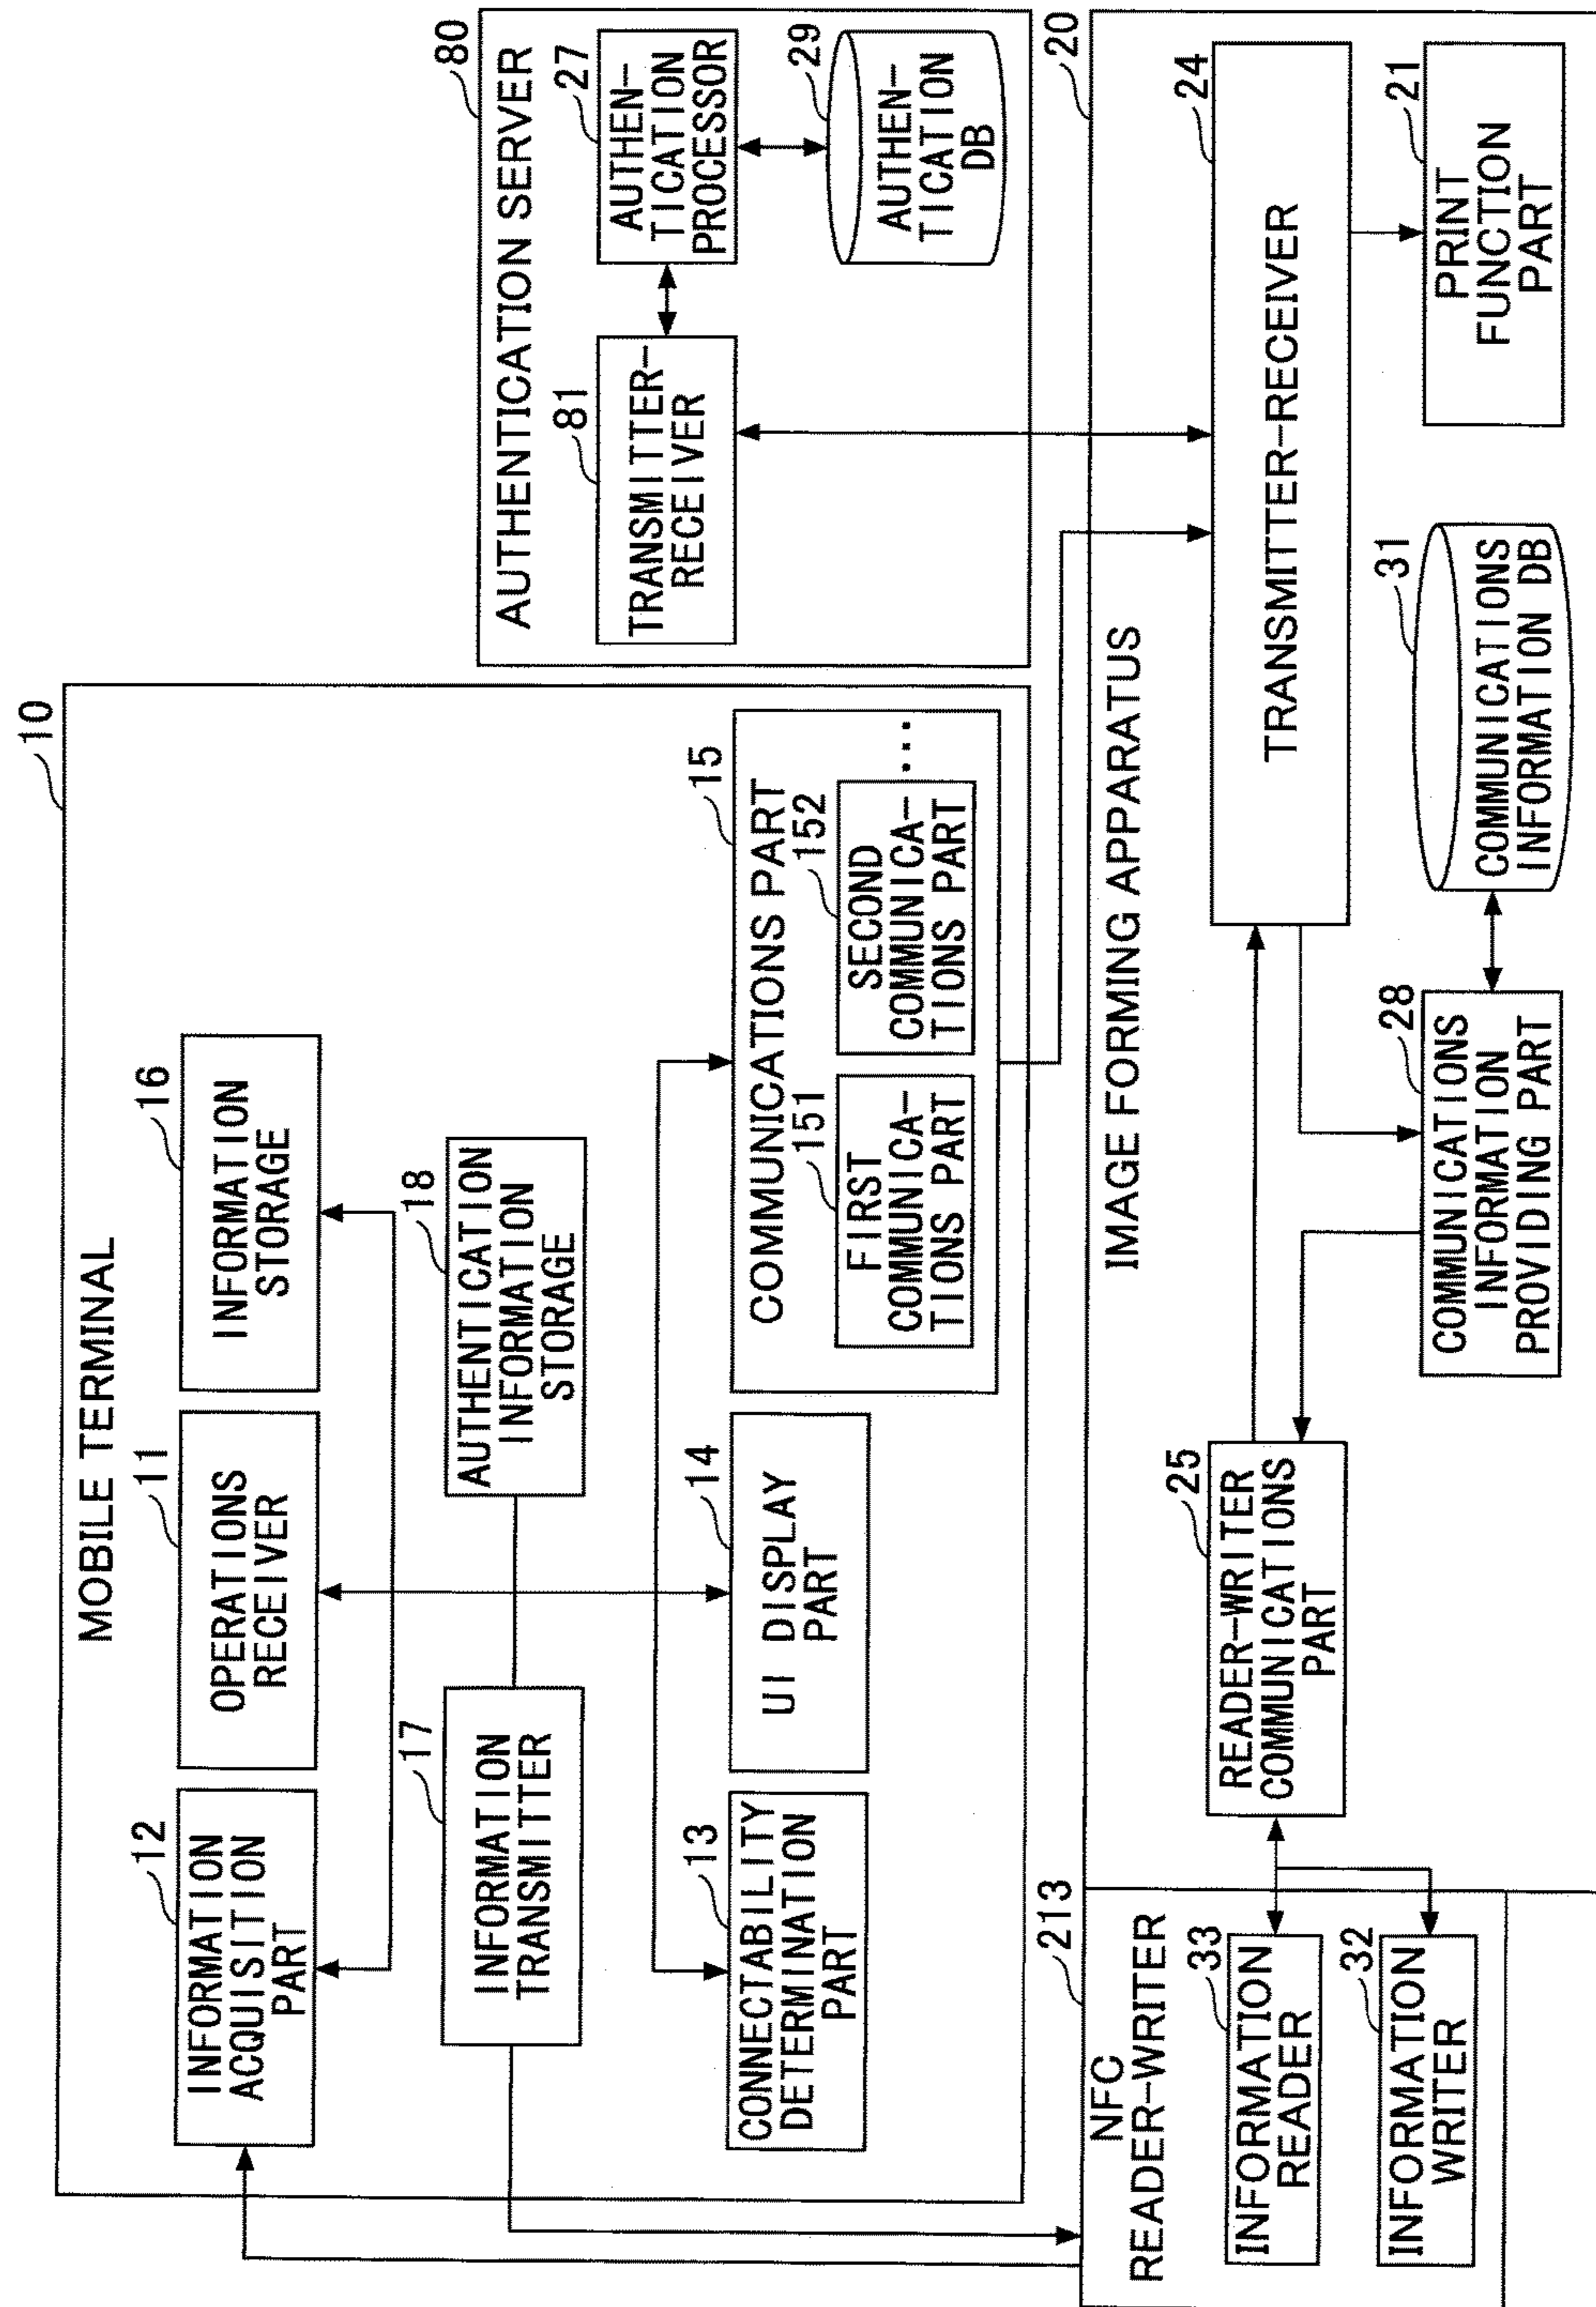 MOBILE TERMINAL
10
12
INFORMATION
ACQUISITION
PART
11
OPERATIONS
RECEIVER
16
INFORMATION
STORAGE
17
INFORMATION
TRANSMITTER
18
AUTHENTICATION
INFORMATION
STORAGE
13
CONNECTABILITY
DETERMINATION
PART
14
UI DISPLAY
PART
15
COMMUNICATIONS PART
151
FIRST
COMMUNICA-
TIONS PART
152
SECOND
COMMUNICA-
TIONS PART
...
80
AUTHENTICATION SERVER
81
TRANSMITTER-
RECEIVER
27
AUTHEN-
TICATION
PROCESSOR
29
AUTHEN-
TICATION
DB
213
NFC
READER-WRITER
33
INFORMATION
READER
32
INFORMATION
WRITER
20
IMAGE FORMING APPARATUS
25
READER-WRITER
COMMUNICATIONS
PART
24
TRANSMITTER-RECEIVER
28
COMMUNICATIONS
INFORMATION
PROVIDING PART
31
COMMUNICATIONS
INFORMATION DB
21
PRINT
FUNCTION
PART